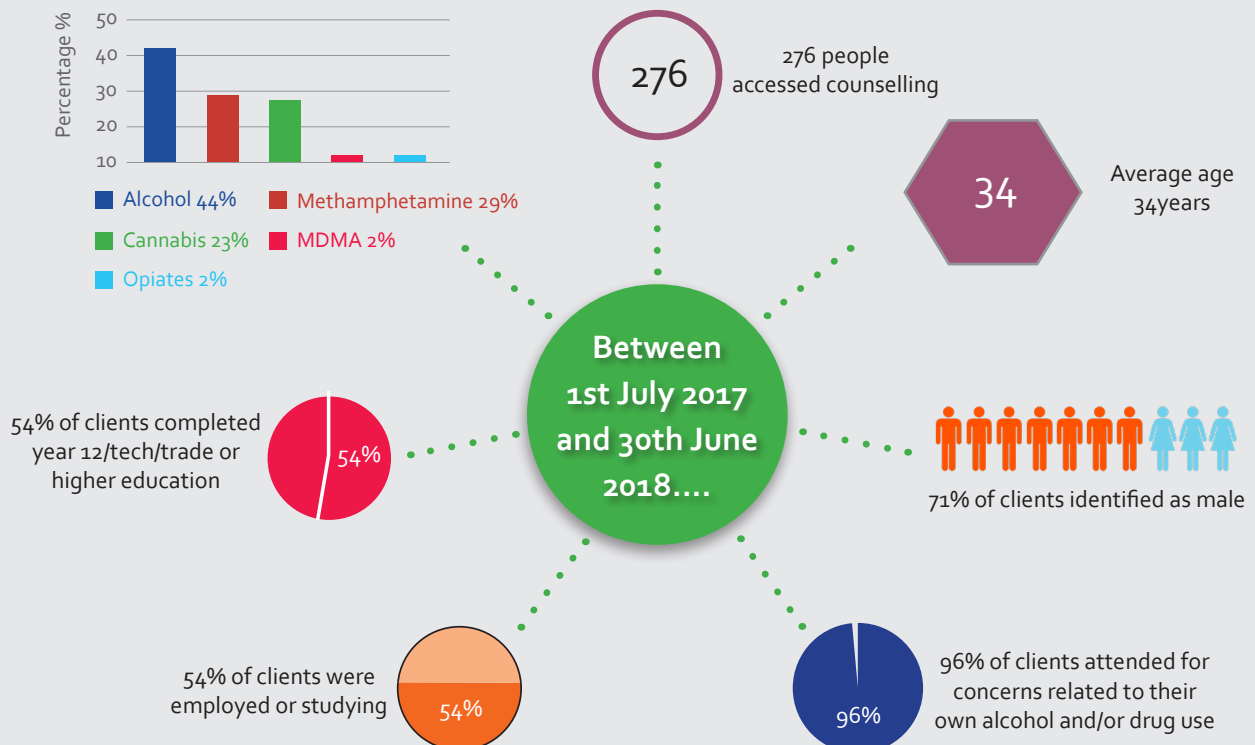 Percentage %
50
40
30
20
10
Alcohol 44%
Methamphetamine 29%
Cannabis 23%
MDMA 2%
Opiates 2%
276
276 people
accessed counselling
34
Average age
34years
Between
1st July 2017
and 30th June
2018....
54% of clients completed
year 12/tech/trade or
higher education
54%
71% of clients identified as male
54% of clients were
employed or studying
54%
96%
96% of clients attended for
concerns related to their
own alcohol and/or drug use